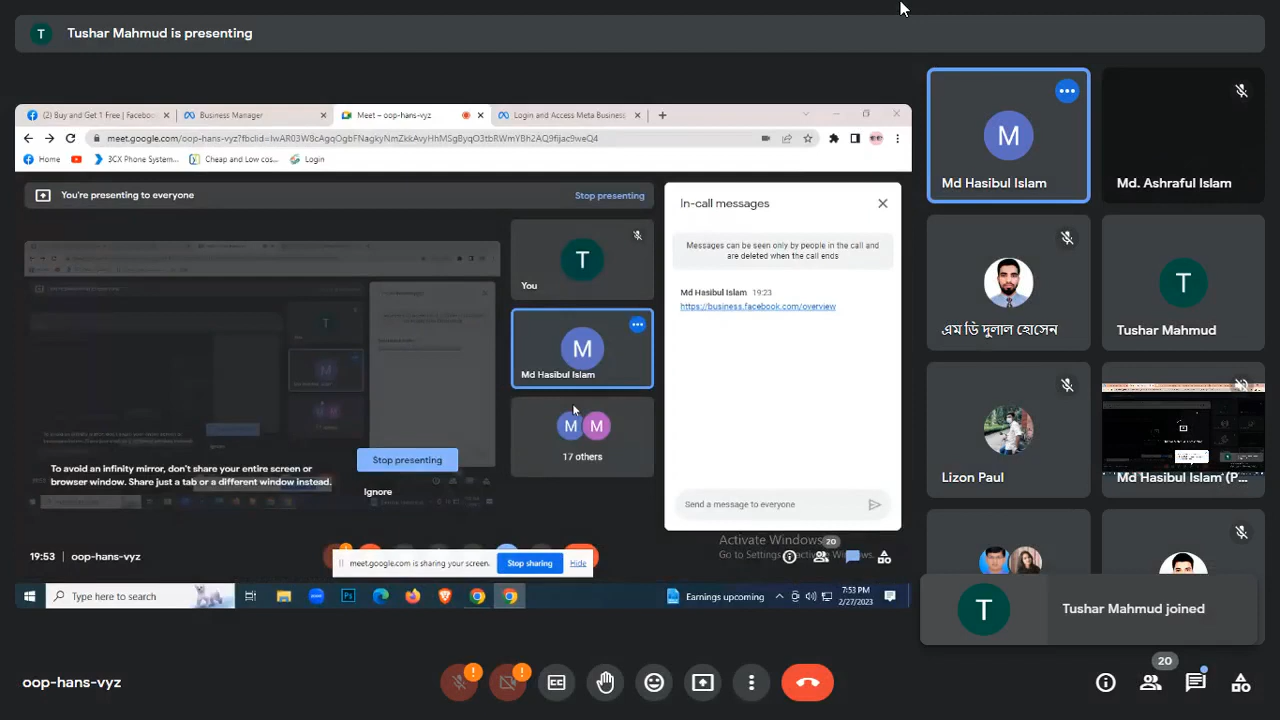 T
Tushar Mahmud is presenting
(2) Buy and Get 1 Free | Facebo
Business Manager
Meet – oop-hans-vyz
Login and Access Meta Business
meet.google.com/oop-hans-vyz?fbclid=
Home
3CX Phone System...
Cheap and Low cos...
Login
You're presenting to everyone
Stop presenting
T
You
M
Md Hasibul Islam
M M
17 others
To avoid an infinity mirror, don't share your entire screen or
browser window. Share just a tab or a different window instead.
Stop presenting
Ignore
In-call messages
Messages can be seen only by people in the call and
are deleted when the call ends
Md Hasibul Islam 19:23
https://business.facebook.com/overview
Send a message to everyone
Activate Windows
Go to Settings
19:53 | oop-hans-vyz
20
meet.google.com is sharing your screen.
Stop sharing
Hide
Type here to search
Earnings upcoming
7:53 PM
2/27/2023
M
Md Hasibul Islam
Md. Ashraful Islam
এম ডি দুলাল হোসেন
T
Tushar Mahmud
Lizon Paul
Md Hasibul Islam (P...
T
Tushar Mahmud joined
oop-hans-vyz
CC
20